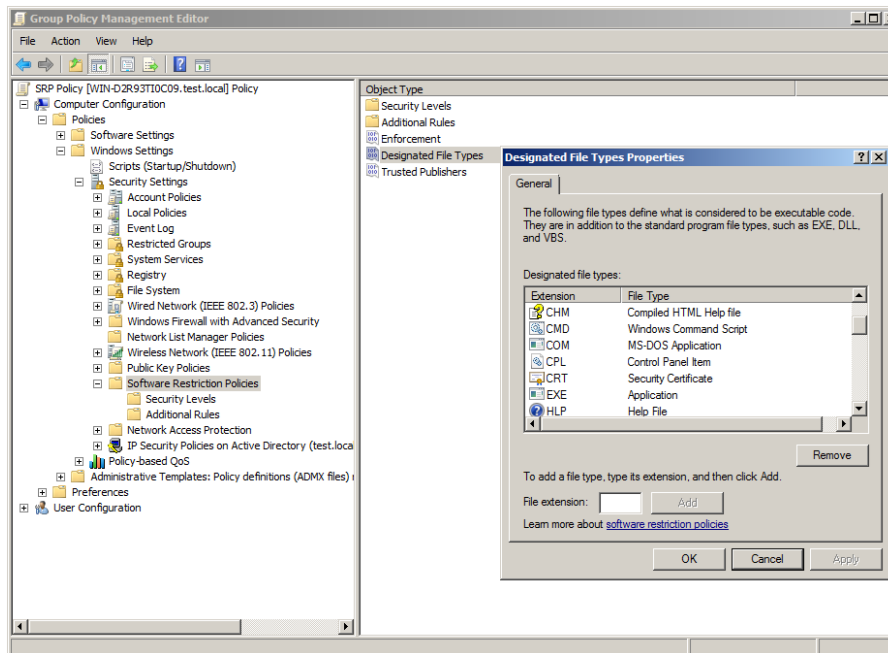 Group Policy Management Editor
File Action View Help
SRP Policy [WIN-D2R93TI0C09.test.local] Policy
Computer Configuration
Policies
Software Settings
Windows Settings
Scripts (Startup/Shutdown)
Security Settings
Account Policies
Local Policies
Event Log
Restricted Groups
System Services
Registry
File System
Wired Network (IEEE 802.3) Policies
Windows Firewall with Advanced Security
Network List Manager Policies
Wireless Network (IEEE 802.11) Policies
Public Key Policies
Software Restriction Policies
Security Levels
Additional Rules
Network Access Protection
IP Security Policies on Active Directory (test.loca
Policy-based QoS
Administrative Templates: Policy definitions (ADMX files)
Preferences
User Configuration
Object Type
Security Levels
Additional Rules
Enforcement
Designated File Types
Trusted Publishers
Designated File Types Properties
General
The following file types define what is considered to be executable code.
They are in addition to the standard program file types, such as EXE, DLL,
and VBS.
Designated file types:
Extension File Type
CHM Compiled HTML Help file
CMD Windows Command Script
COM MS-DOS Application
CPL Control Panel Item
CRT Security Certificate
EXE Application
HLP Help File
Remove
To add a file type, type its extension, and then click Add.
File extension: Add
Learn more about software restriction policies
OK Cancel Apply